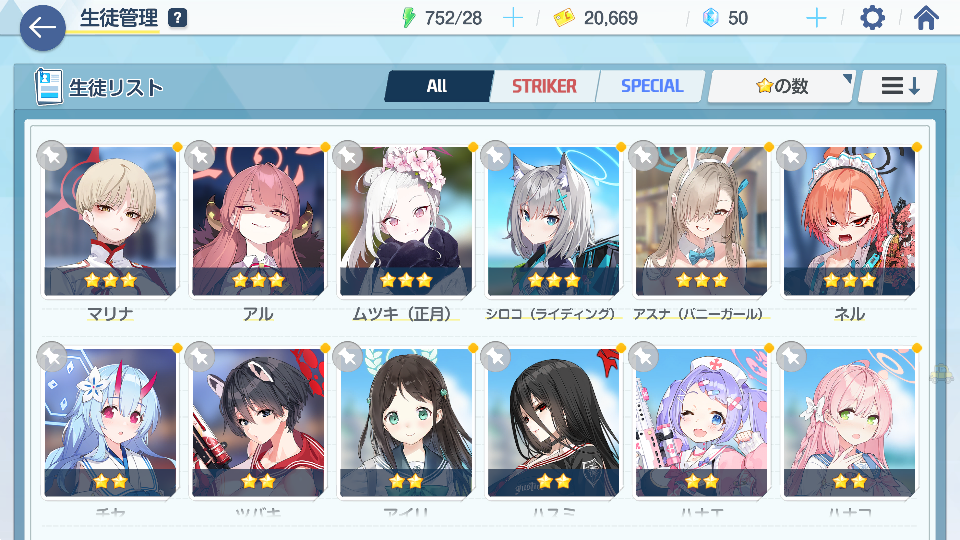 生徒管理 ?
752/28
20,669
50
生徒リスト
All
STRIKER
SPECIAL
の数
マリナ
アル
ムツキ（正月）
シロコ（ライディング）
アスナ（バニーガール）
ネル
チセ
ツバキ
アイリ
ハスミ
ハナエ
ハナコ